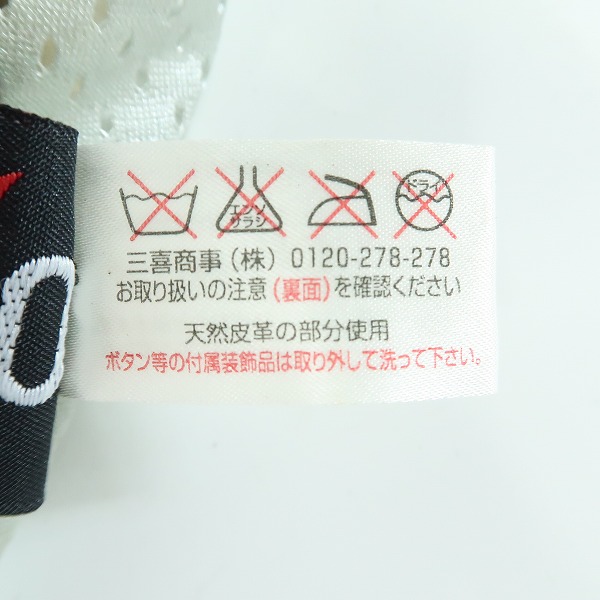 エンソ
サラシ
ドライ
三喜商事(株) 0120-278-278
お取り扱いの注意(裏面)を確認ください
天然皮革の部分使用
ボタン等の付属装飾品は取り外して洗って下さい。